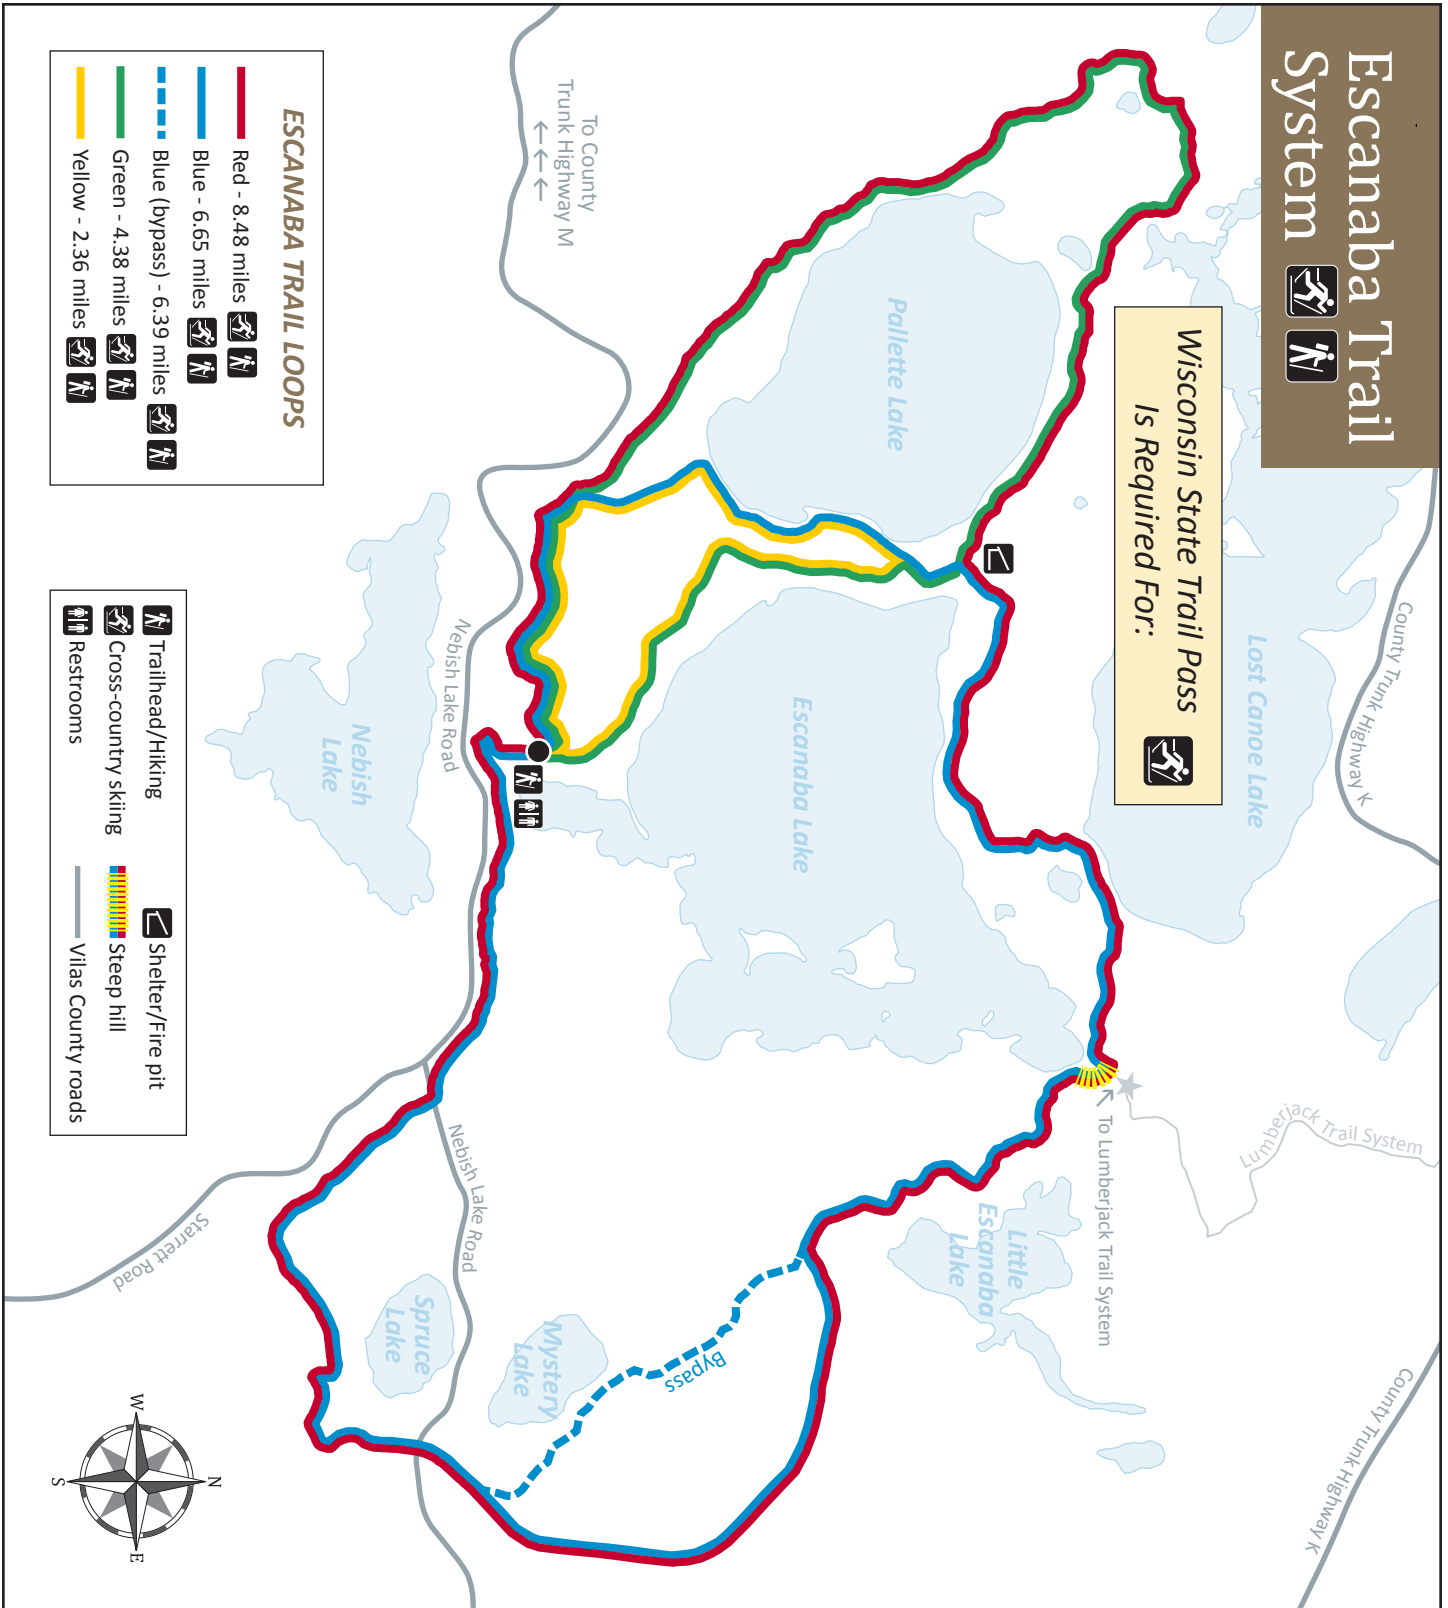 Escanaba Trail
System
Wisconsin State Trail Pass
Is Required For:
County Trunk Highway K
Lost Canoe Lake
Pallette Lake
Escanaba Lake
To County
Trunk Highway M
Nebish Lake Road
Nebish
Lake
Lumberjack Trail System
To Lumberjack Trail System
Little
Escanaba
Lake
County Trunk Highway K
Bypass
Mystery
Lake
Nebish Lake Road
Spruce
Lake
Starrett Road
ESCANABA TRAIL LOOPS
Red - 8.48 miles
Blue - 6.65 miles
Blue (bypass) - 6.39 miles
Green - 4.38 miles
Yellow - 2.36 miles
Trailhead/Hiking
Cross-country skiing
Restrooms
Shelter/Fire pit
Steep hill
Vilas County roads
N
W
E
S